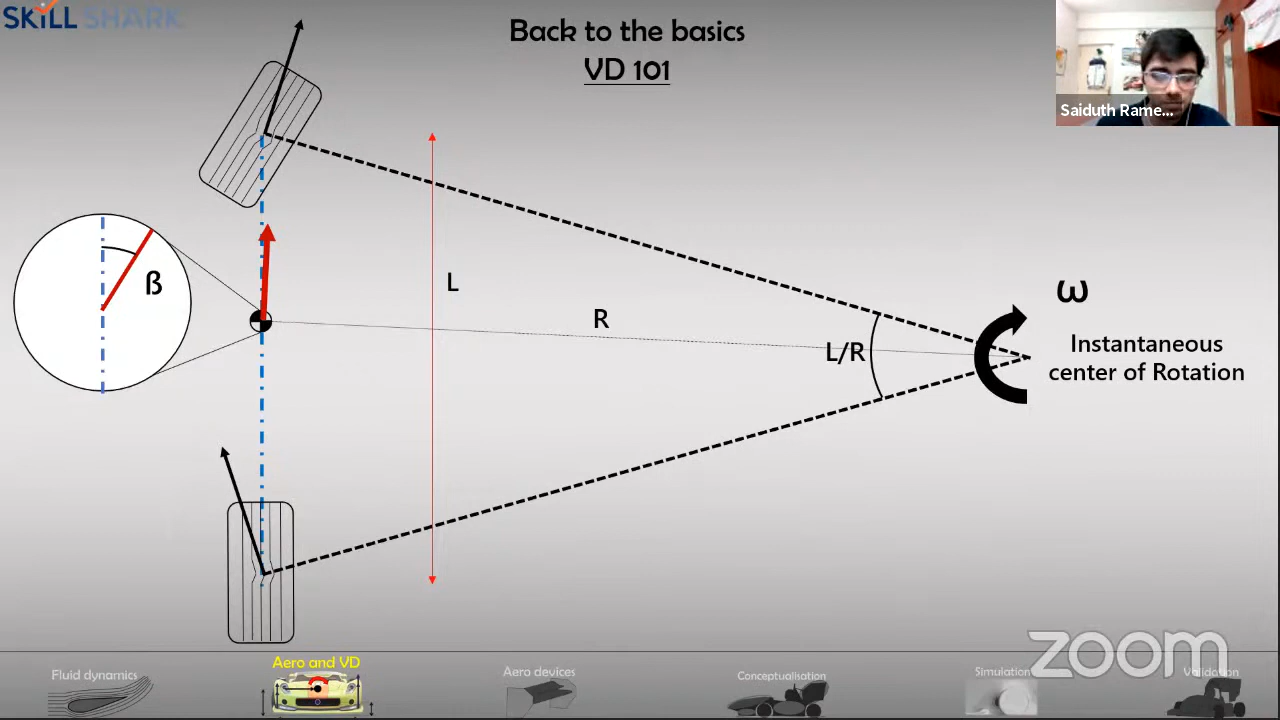 SKILL SHARK
Back to the basics
VD 101
Saiduth Rame...
ß
L
R
L/R
ω
Instantaneous
center of Rotation
zoom
Fluid dynamics
Aero and VD
Aero devices
Conceptualisation
Simulation
Validation